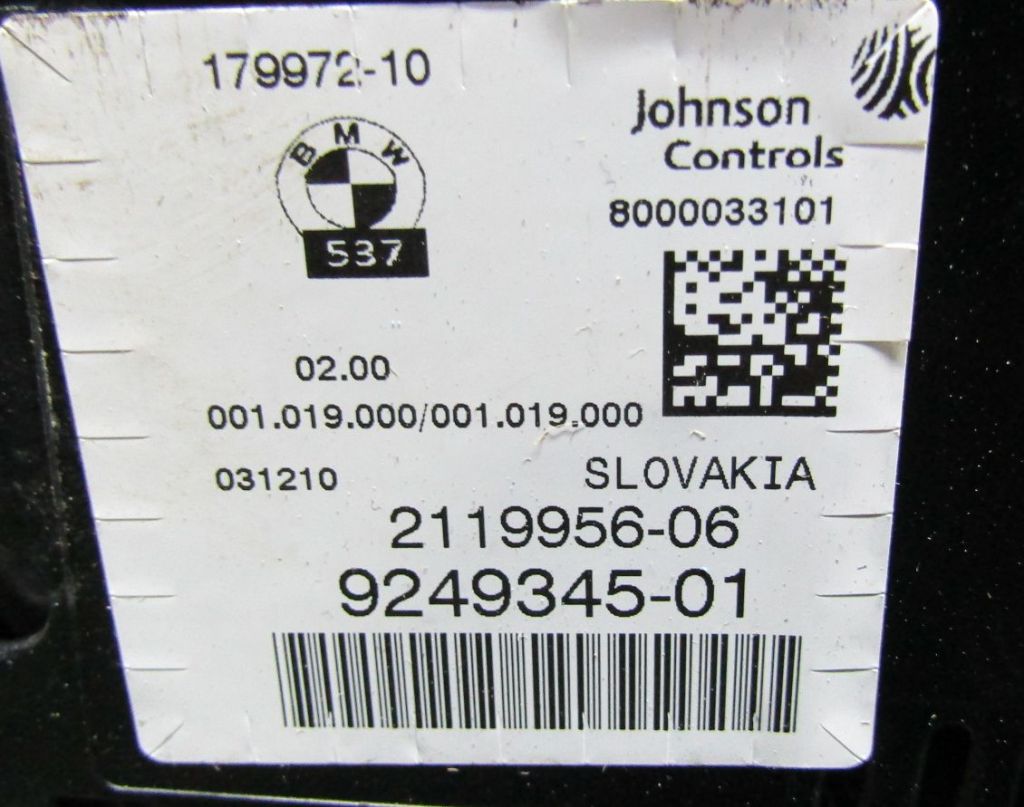 179972-10
BMW
537
Johnson
Controls
8000033101
02.00
001.019.000/001.019.000
031210
SLOVAKIA
2119956-06
9249345-01